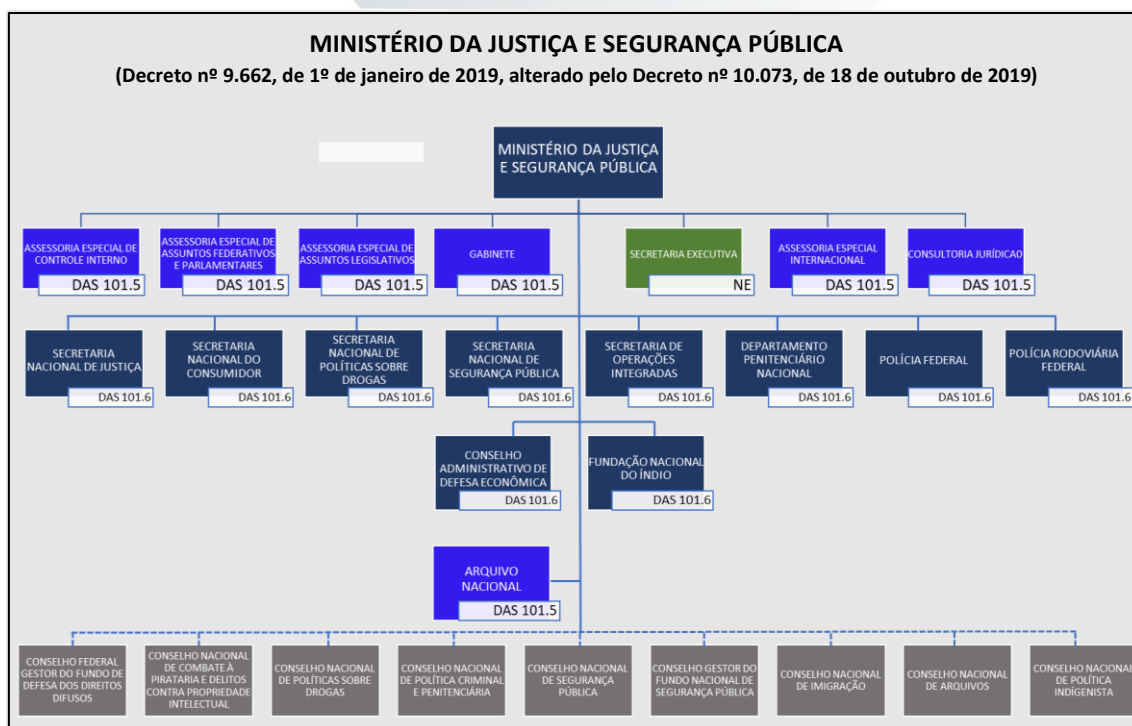 MINISTÉRIO DA JUSTIÇA E SEGURANÇA PÚBLICA
(Decreto nº 9.662, de 1º de janeiro de 2019, alterado pelo Decreto nº 10.073, de 18 de outubro de 2019)
MINISTÉRIO DA JUSTIÇA
E SEGURANÇA PÚBLICA
ASSESSORIA ESPECIAL DE
CONTROLE INTERNO
DAS 101.5
ASSESSORIA ESPECIAL DE
ASSUNTOS FEDERATIVOS
E PARLAMENTARES
DAS 101.5
ASSESSORIA ESPECIAL DE
ASSUNTOS LEGISLATIVOS
DAS 101.5
GABINETE
DAS 101.5
SECRETARIA EXECUTIVA
NE
ASSESSORIA ESPECIAL
INTERNACIONAL
DAS 101.5
CONSULTORIA JURÍDICAO
DAS 101.5
SECRETARIA
NACIONAL DE JUSTIÇA
DAS 101.6
SECRETARIA
NACIONAL DO
CONSUMIDOR
DAS 101.6
SECRETARIA
NACIONAL DE
POLÍTICAS SOBRE
DROGAS
DAS 101.6
SECRETARIA
NACIONAL DE
SEGURANÇA PÚBLICA
DAS 101.6
SECRETARIA DE
OPERAÇÕES
INTEGRADAS
DAS 101.6
DEPARTAMENTO
PENITENCIÁRIO
NACIONAL
DAS 101.6
POLÍCIA FEDERAL
DAS 101.6
POLÍCIA RODOVIÁRIA
FEDERAL
DAS 101.6
CONSELHO
ADMINISTRATIVO DE
DEFESA ECONÔMICA
DAS 101.6
FUNDAÇÃO NACIONAL
DO ÍNDIO
DAS 101.6
ARQUIVO
NACIONAL
DAS 101.5
CONSELHO FEDERAL
GESTOR DO FUNDO DE
DEFESA DOS DIREITOS
DIFUSOS
CONSELHO NACIONAL
DE COMBATE À
PIRATARIA E DELITOS
CONTRA PROPRIEDADE
INTELECTUAL
CONSELHO NACIONAL
DE POLÍTICAS SOBRE
DROGAS
CONSELHO NACIONAL
DE POLÍTICA CRIMINAL
E PENITENCIÁRIA
CONSELHO NACIONAL
DE SEGURANÇA
PÚBLICA
CONSELHO GESTOR DO
FUNDO NACIONAL DE
SEGURANÇA PÚBLICA
CONSELHO NACIONAL
DE IMIGRAÇÃO
CONSELHO NACIONAL
DE ARQUIVOS
CONSELHO NACIONAL
DE POLÍTICA
INDÍGENISTA